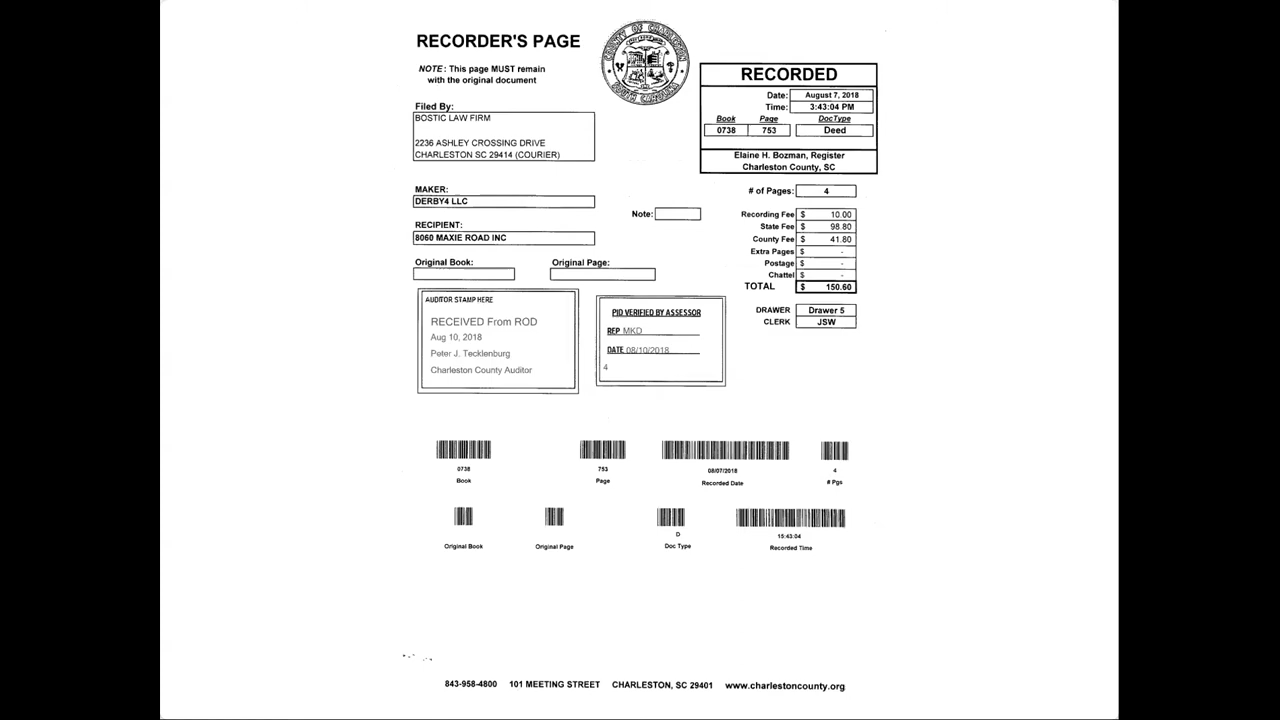 RECORDER'S PAGE
NOTE: This page MUST remain
with the original document
COUNTY OF CHARLESTON
SOUTH CAROLINA
RECORDED
Date: August 7, 2018
Time: 3:43:04 PM
Book Page DocType
0738 753 Deed
Elaine H. Bozman, Register
Charleston County, SC
Filed By:
BOSTIC LAW FIRM
2236 ASHLEY CROSSING DRIVE
CHARLESTON SC 29414 (COURIER)
MAKER:
DERBY4 LLC
RECIPIENT:
8060 MAXIE ROAD INC
Note:
Original Book: Original Page:
# of Pages: 4
Recording Fee $ 10.00
State Fee $ 98.80
County Fee $ 41.80
Extra Pages $ -
Postage $ -
Chattel $ -
TOTAL $ 150.60
DRAWER Drawer 5
CLERK JSW
AUDITOR STAMP HERE
RECEIVED From ROD
Aug 10, 2018
Peter J. Tecklenburg
Charleston County Auditor
PID VERIFIED BY ASSESSOR
REP MKD
DATE 08/10/2018
4
0738 753 08/07/2018 4
Book Page Recorded Date # Pgs
D 15:43:04
Original Book Original Page Doc Type Recorded Time
843-958-4800 101 MEETING STREET CHARLESTON, SC 29401 www.charlestoncounty.org